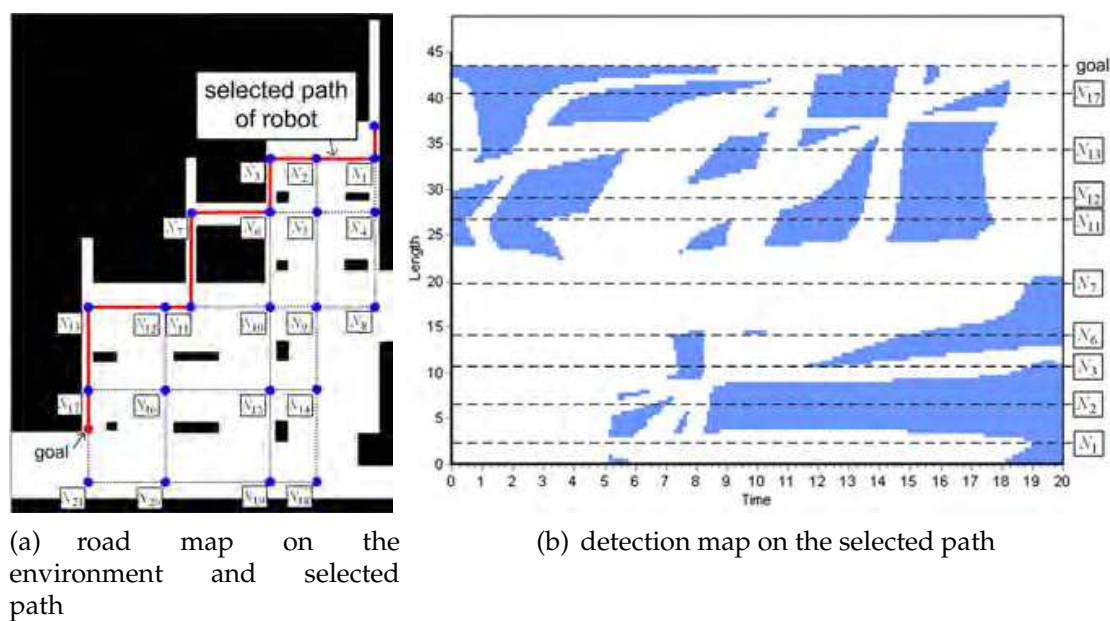 selected path
of robot
N₃ N₂ N₁
N₇ N₆ N₅ N₄
N₁₃ N₁₂ N₁₁ N₁₀ N₉ N₈
N₁₇ N₁₆ N₁₅ N₁₄
goal
N₂₁ N₂₀ N₁₉ N₁₈
(a) road map on the
environment and selected
path
Length
45
40
35
30
25
20
15
10
5
0
0 1 2 3 4 5 6 7 8 9 10 11 12 13 14 15 16 17 18 19 20
Time
goal
N₁₇
N₁₃
N₁₂
N₁₁
N₇
N₆
N₃
N₂
N₁
(b) detection map on the selected path